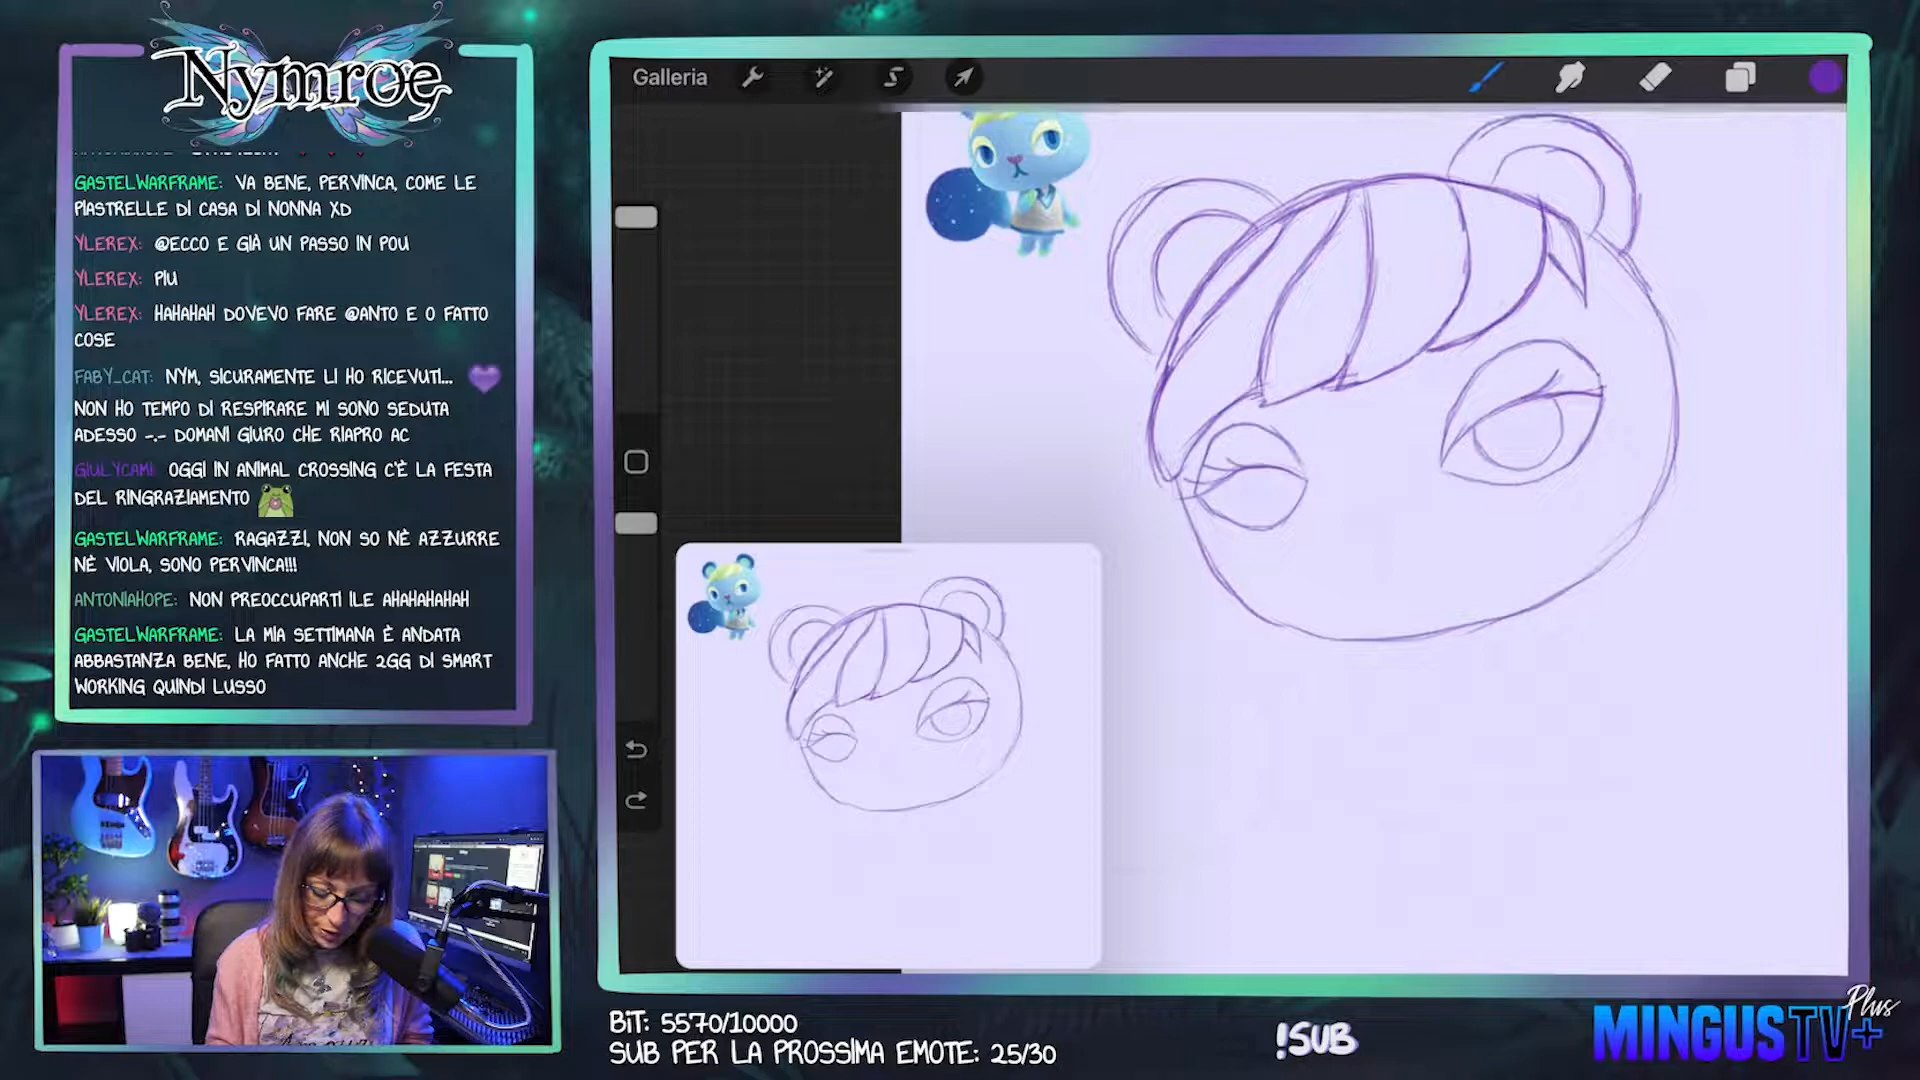 Nymroe
GASTELWARFRAME: VA BENE, PERVINCA, COME LE
PIASTRELLE DI CASA DI NONNA XD
YLEREX: @ECCO E GIÀ UN PASSO IN POU
YLEREX: PIU
YLEREX: HAHAHAH DOVEVO FARE @ANTO E O FATTO
COSE
FABY_CAT: NYM, SICURAMENTE LI HO RICEVUTI...
NON HO TEMPO DI RESPIRARE MI SONO SEDUTA
ADESSO -.- DOMANI GIURO CHE RIAPRO AC
GIULYCAMI: OGGI IN ANIMAL CROSSING C'È LA FESTA
DEL RINGRAZIAMENTO
GASTELWARFRAME: RAGAZZI, NON SO NÈ AZZURRE
NÈ VIOLA, SONO PERVINCA!!!
ANTONIAHOPE: NON PREOCCUPARTI ILE AHAHAHAHAH
GASTELWARFRAME: LA MIA SETTIMANA È ANDATA
ABBASTANZA BENE, HO FATTO ANCHE 2GG DI SMART
WORKING QUINDI LUSSO
Galleria
BIT: 5570/10000
SUB PER LA PROSSIMA EMOTE: 25/30
!SUB
MINGUSTV+ Plus